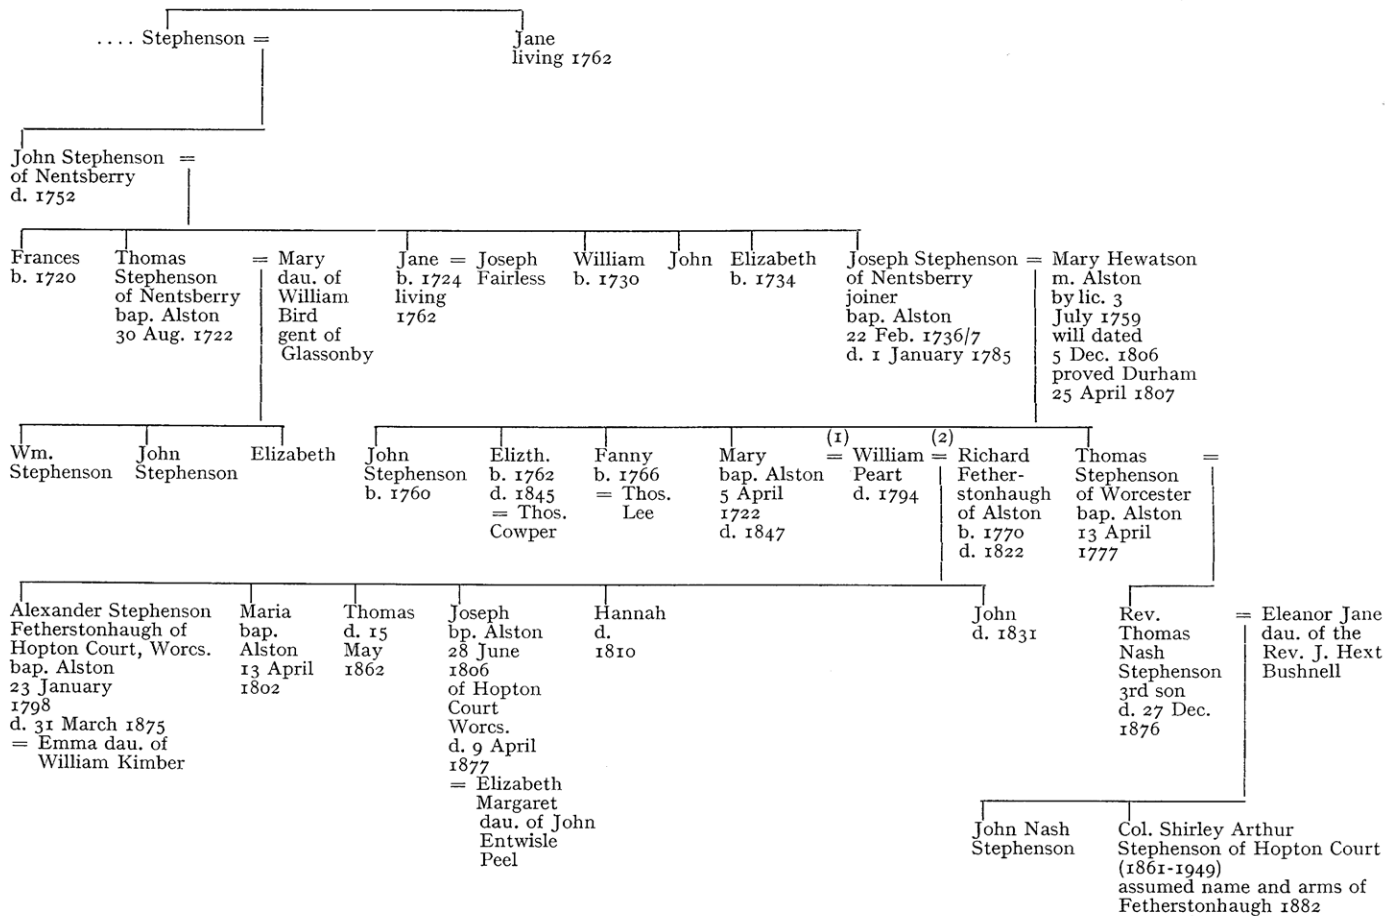 .... Stephenson =
Jane
living 1762
John Stephenson =
of Nentsberry
d. 1752
Frances
b. 1720
Thomas
Stephenson
of Nentsberry
bap. Alston
30 Aug. 1722
= Mary
dau. of
William
Bird
gent of
Glassonby
Jane =
b. 1724
living
1762
Joseph
Fairless
William
b. 1730
John
Elizabeth
b. 1734
Joseph Stephenson =
of Nentsberry
joiner
bap. Alston
22 Feb. 1736/7
d. 1 January 1785
Mary Hewatson
m. Alston
by lic. 3
July 1759
will dated
5 Dec. 1806
proved Durham
25 April 1807
Wm.
Stephenson
John
Stephenson
Elizabeth
John
Stephenson
b. 1760
Elizth.
b. 1762
d. 1845
= Thos.
Cowper
Fanny
b. 1766
= Thos.
Lee
Mary
bap. Alston
5 April
1722
d. 1847
(1)
= William =
Peart
d. 1794
(2)
Richard
Fether-
stonhaugh
of Alston
b. 1770
d. 1822
Thomas =
Stephenson
of Worcester
bap. Alston
13 April
1777
Alexander Stephenson
Fetherstonhaugh of
Hopton Court, Worcs.
bap. Alston
23 January
1798
d. 31 March 1875
= Emma dau. of
William Kimber
Maria
bap.
Alston
13 April
1802
Thomas
d. 15
May
1862
Joseph
bp. Alston
28 June
1806
of Hopton
Court
Worcs.
d. 9 April
1877
= Elizabeth
Margaret
dau. of John
Entwisle
Peel
Hannah
d.
1810
John
d. 1831
Rev.
Thomas
Nash
Stephenson
3rd son
d. 27 Dec.
1876
= Eleanor Jane
dau. of the
Rev. J. Hext
Bushnell
John Nash
Stephenson
Col. Shirley Arthur
Stephenson of Hopton Court
(1861-1949)
assumed name and arms of
Fetherstonhaugh 1882